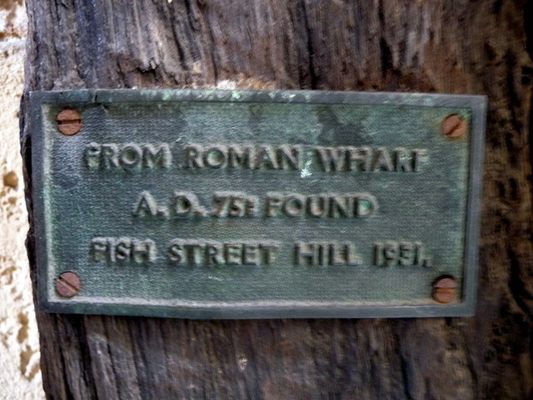 FROM ROMAN WHARF
A. D. 75: FOUND
FISH STREET HILL 1931.